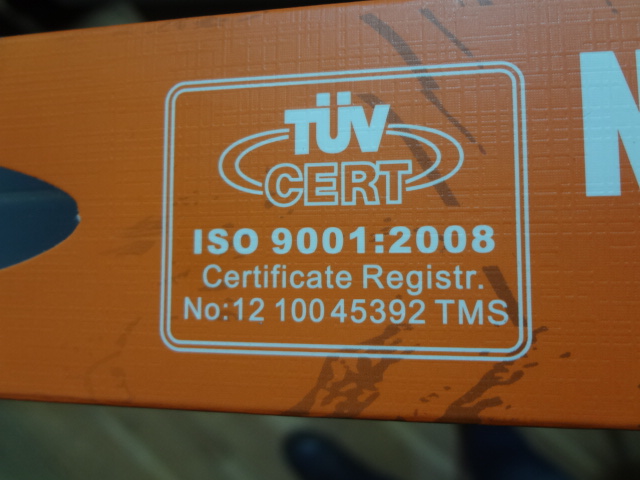 TÜV
CERT
ISO 9001:2008
Certificate Registr.
No:12 100 45392 TMS
N